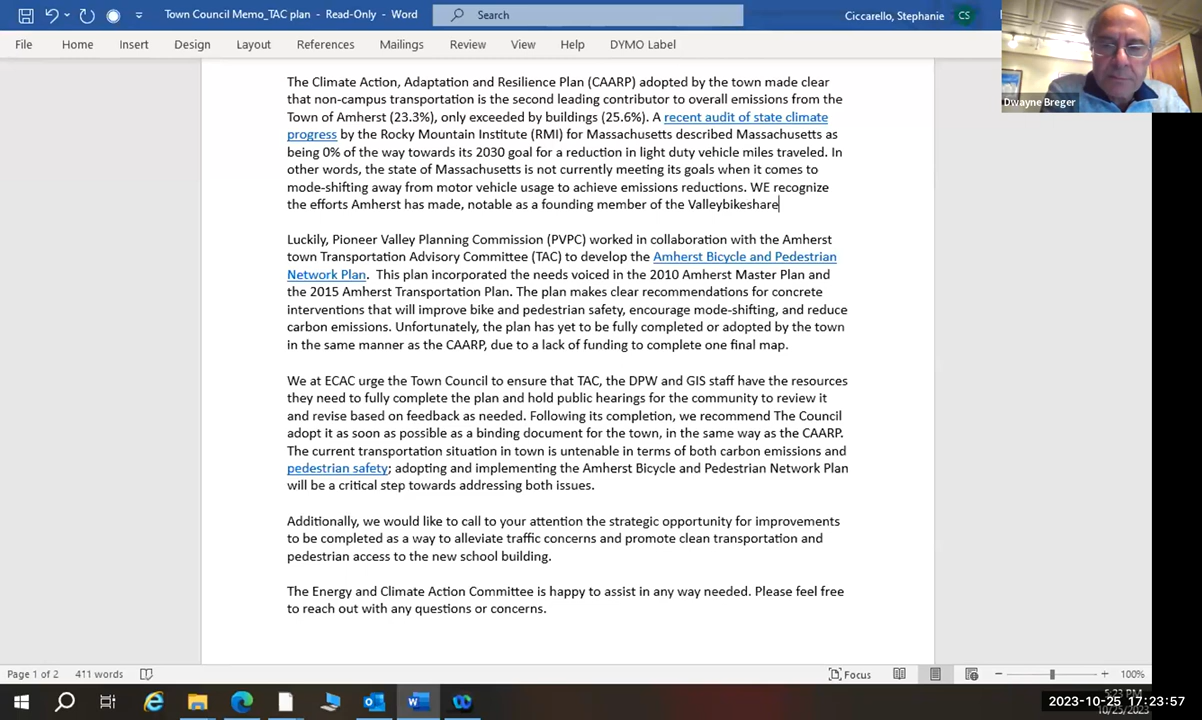 Town Council Memo_TAC plan - Read-Only - Word
Search
Ciccarello, Stephanie
CS
File Home Insert Design Layout References Mailings Review View Help DYMO Label
Dwayne Breger
The Climate Action, Adaptation and Resilience Plan (CAARP) adopted by the town made clear
that non-campus transportation is the second leading contributor to overall emissions from the
Town of Amherst (23.3%), only exceeded by buildings (25.6%). A recent audit of state climate
progress by the Rocky Mountain Institute (RMI) for Massachusetts described Massachusetts as
being 0% of the way towards its 2030 goal for a reduction in light duty vehicle miles traveled. In
other words, the state of Massachusetts is not currently meeting its goals when it comes to
mode-shifting away from motor vehicle usage to achieve emissions reductions. WE recognize
the efforts Amherst has made, notable as a founding member of the Valleybikeshare
Luckily, Pioneer Valley Planning Commission (PVPC) worked in collaboration with the Amherst
town Transportation Advisory Committee (TAC) to develop the Amherst Bicycle and Pedestrian
Network Plan. This plan incorporated the needs voiced in the 2010 Amherst Master Plan and
the 2015 Amherst Transportation Plan. The plan makes clear recommendations for concrete
interventions that will improve bike and pedestrian safety, encourage mode-shifting, and reduce
carbon emissions. Unfortunately, the plan has yet to be fully completed or adopted by the town
in the same manner as the CAARP, due to a lack of funding to complete one final map.
We at ECAC urge the Town Council to ensure that TAC, the DPW and GIS staff have the resources
they need to fully complete the plan and hold public hearings for the community to review it
and revise based on feedback as needed. Following its completion, we recommend The Council
adopt it as soon as possible as a binding document for the town, in the same way as the CAARP.
The current transportation situation in town is untenable in terms of both carbon emissions and
pedestrian safety; adopting and implementing the Amherst Bicycle and Pedestrian Network Plan
will be a critical step towards addressing both issues.
Additionally, we would like to call to your attention the strategic opportunity for improvements
to be completed as a way to alleviate traffic concerns and promote clean transportation and
pedestrian access to the new school building.
The Energy and Climate Action Committee is happy to assist in any way needed. Please feel free
to reach out with any questions or concerns.
Page 1 of 2 411 words
Focus
100%
5:23 PM
2023-10-25 17:23:57
10/25/2023